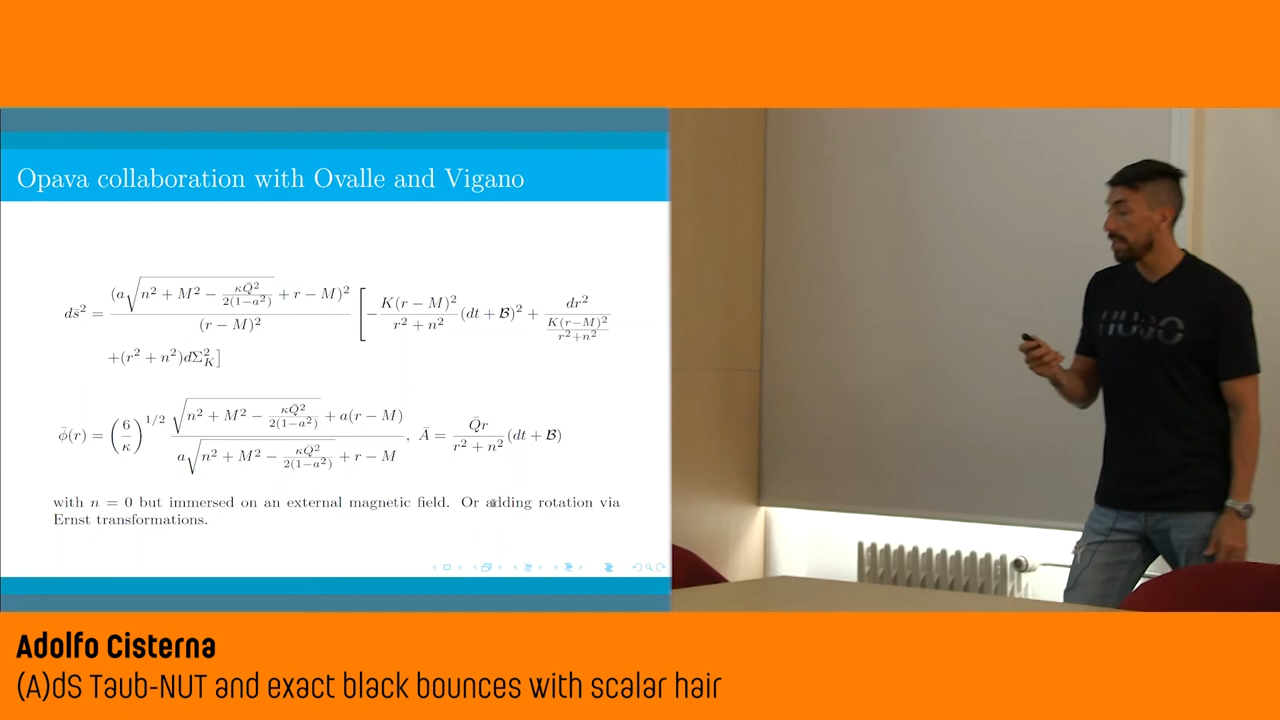 Opava collaboration with Ovalle and Vigano
ds̄² = (a√(n² + M² − κQ̄²/2(1−a²)) + r − M)² / (r − M)² [ −K(r − M)²/(r² + n²) (dt + ℬ)² + dr² / (K(r−M)²/(r²+n²))
+(r² + n²)dΣ²_K ]
φ̄(r) = (6/κ)^1/2 (√(n² + M² − κQ̄²/2(1−a²)) + a(r − M)) / (a√(n² + M² − κQ̄²/2(1−a²)) + r − M), Ā = Q̄r/(r² + n²) (dt + ℬ)
with n = 0 but immersed on an external magnetic field. Or adding rotation via
Ernst transformations.
HUGO
Adolfo Cisterna
(A)dS Taub-NUT and exact black bounces with scalar hair